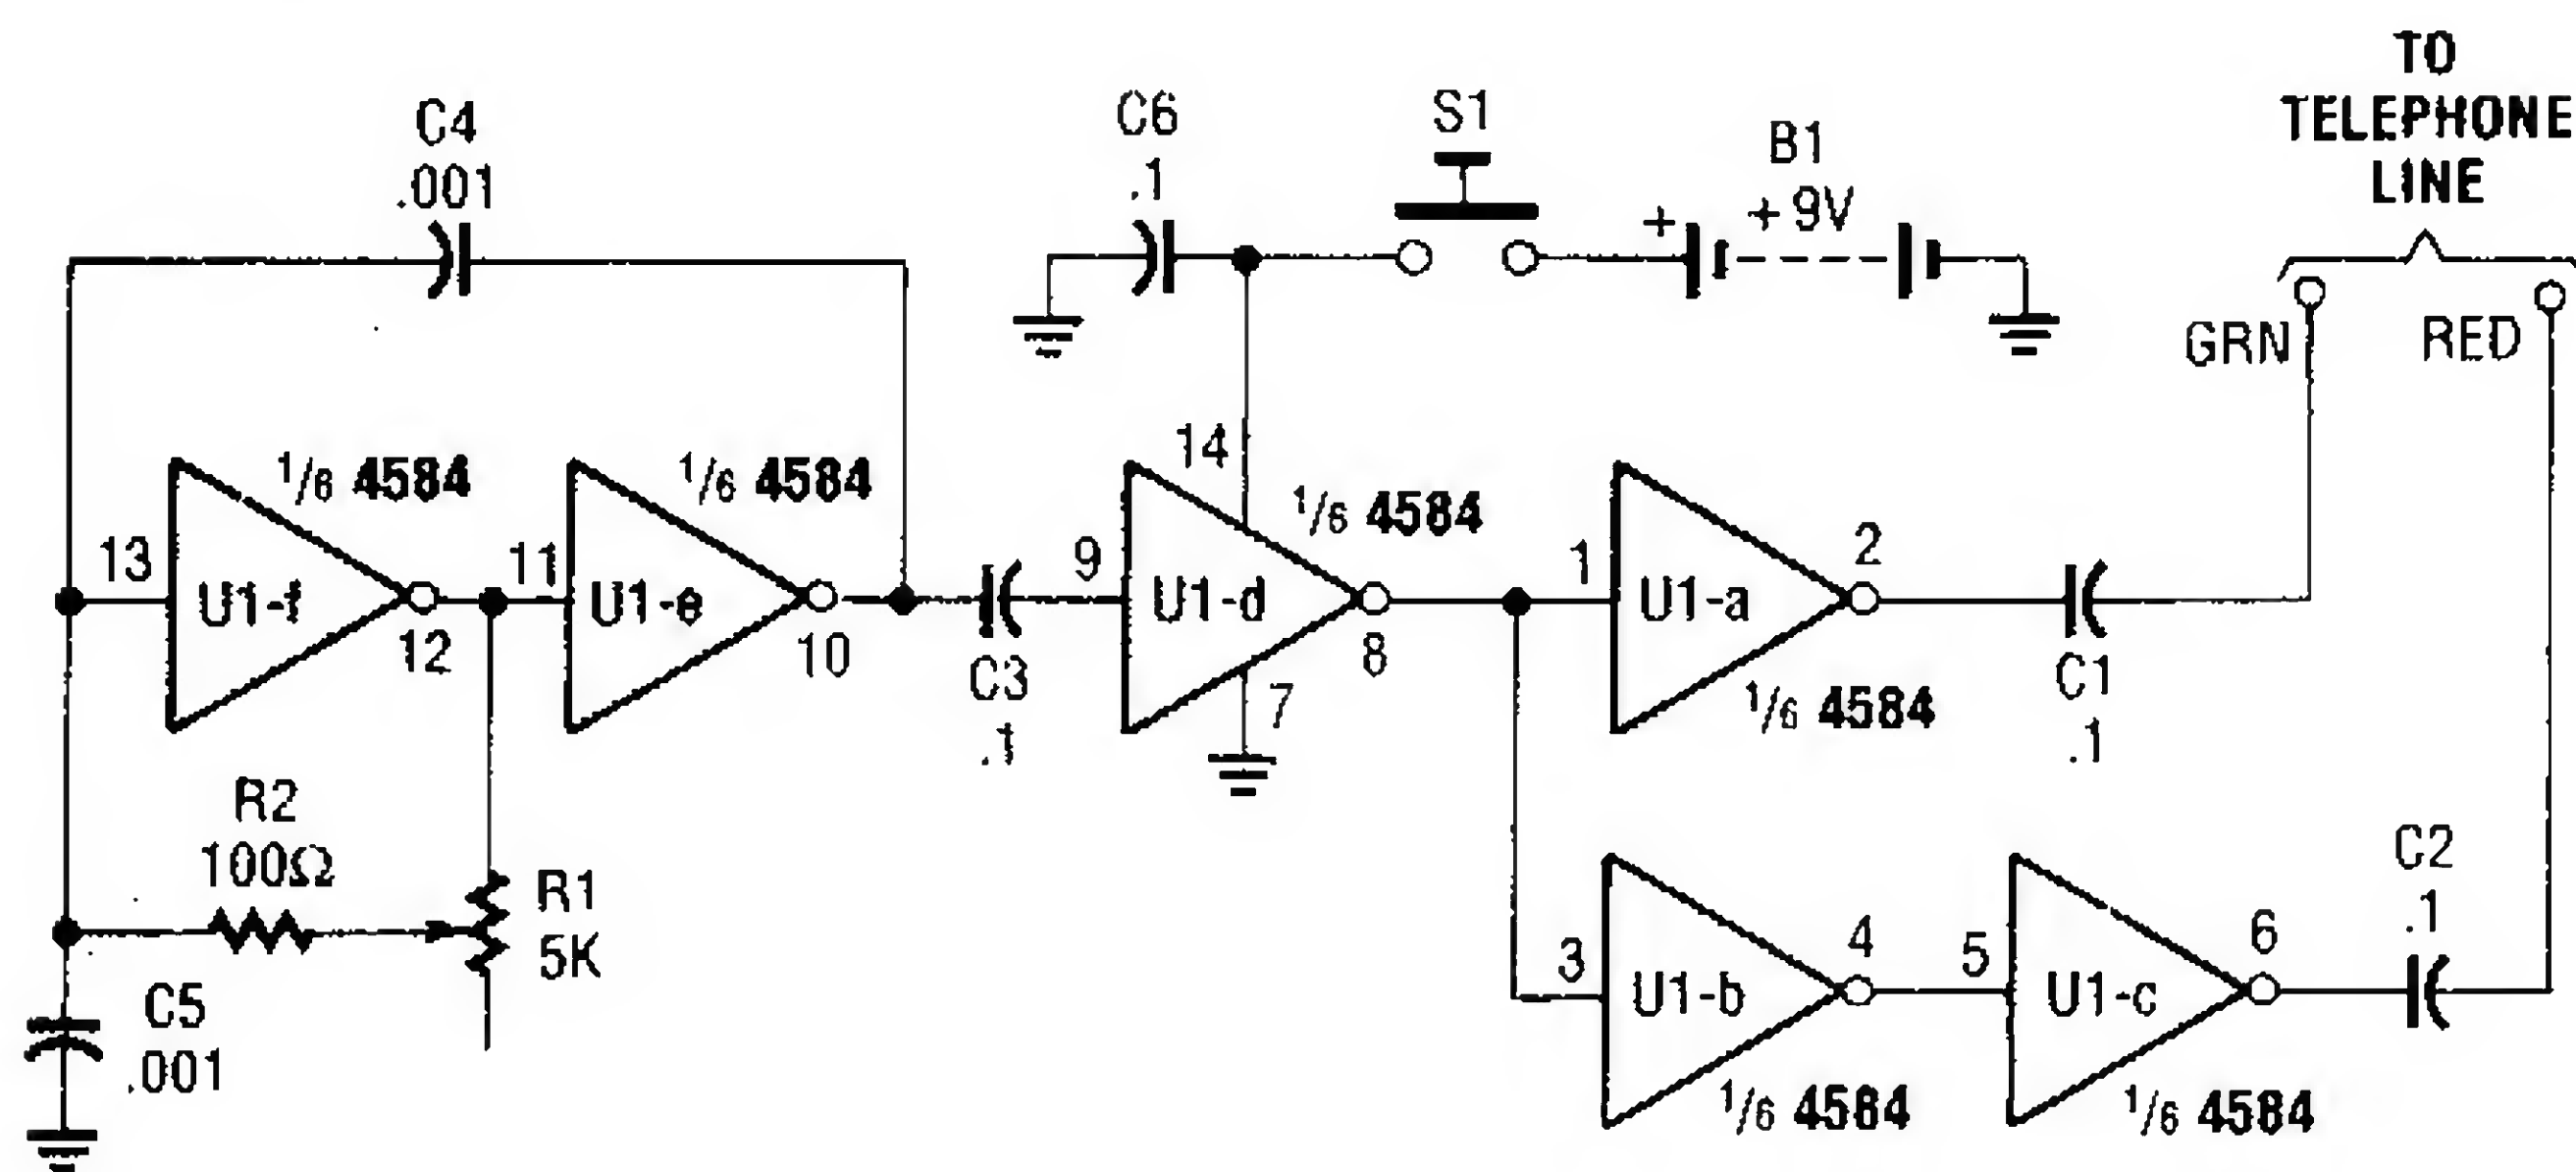 C4
.001
C6
.1
S1
B1
+
+ 9V
TO
TELEPHONE
LINE
GRN
RED
13
1/6 4584
U1-f
12
11
1/6 4584
U1-e
10
C3
.1
9
14
1/6 4584
U1-d
7
8
1
U1-a
2
1/6 4584
C1
.1
R2
100Ω
R1
5K
C5
.001
3
U1-b
4
1/6 4584
5
U1-c
6
1/6 4584
C2
.1